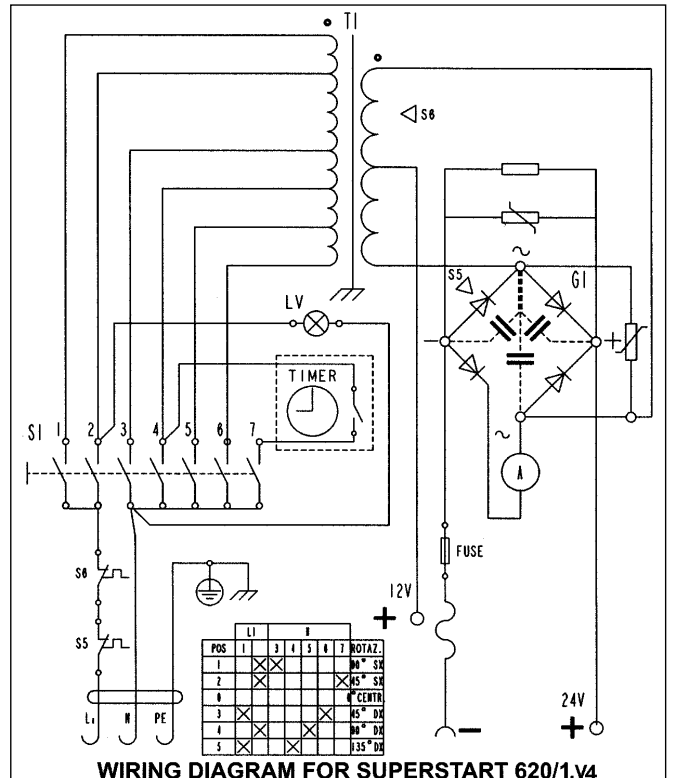 T1
S6
S5
G1
LV
TIMER
S1 1 2 3 4 5 6 7
A
FUSE
S6
S5
12V
+
-
24V
+
L1 N PE
L1 N
POS 1 3 4 5 6 7 ROTAZ.
1 X X 90° SX
2 X X 45° SX
0 0° CENTR.
3 X X 45° DX
4 X X 90° DX
5 X X 135° DX
WIRING DIAGRAM FOR SUPERSTART 620/1.V4